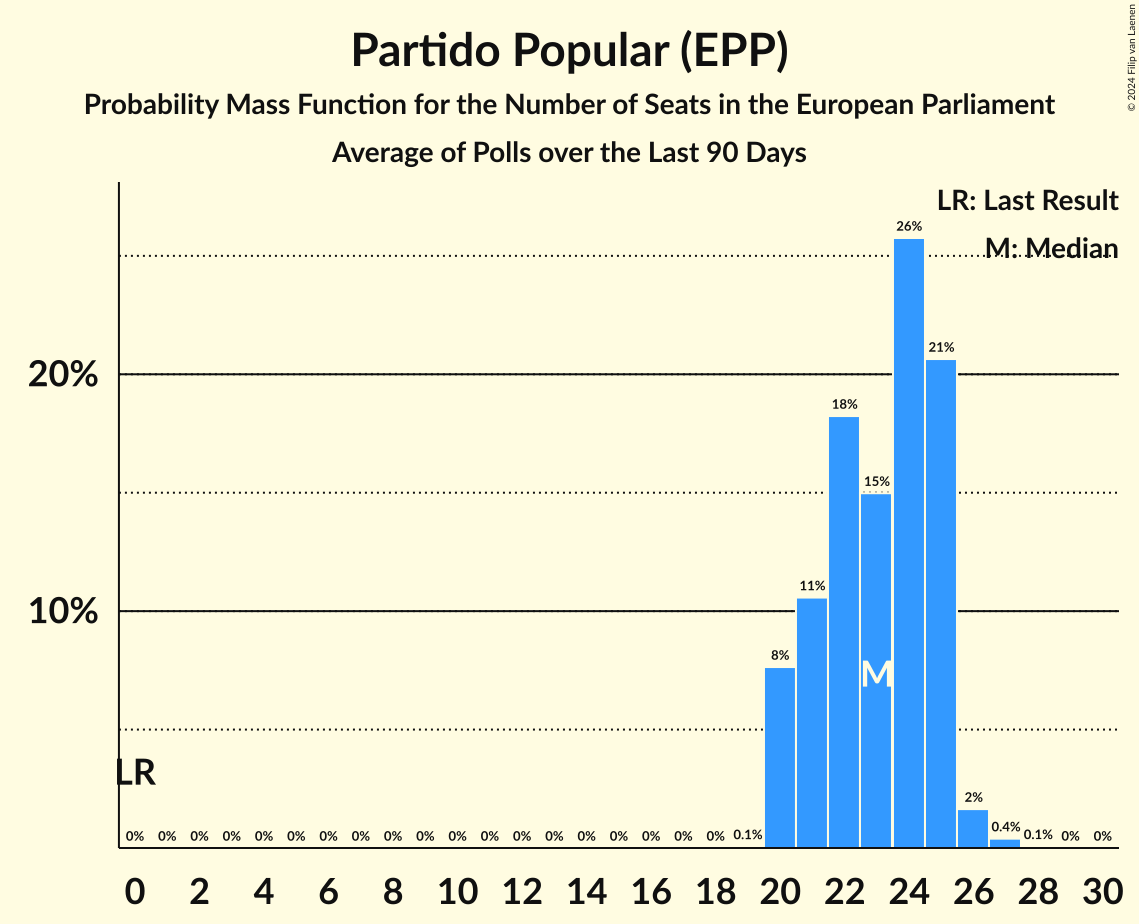 Partido Popular (EPP)
Probability Mass Function for the Number of Seats in the European Parliament
Average of Polls over the Last 90 Days
© 2024 Filip van Laenen
LR: Last Result
M: Median
26%
21%
20%
18%
15%
11%
10%
8%
M
LR
2%
0% 0% 0% 0% 0% 0% 0% 0% 0% 0% 0% 0% 0% 0% 0% 0% 0% 0% 0% 0.1% 0.4% 0.1% 0% 0%
0 2 4 6 8 10 12 14 16 18 20 22 24 26 28 30